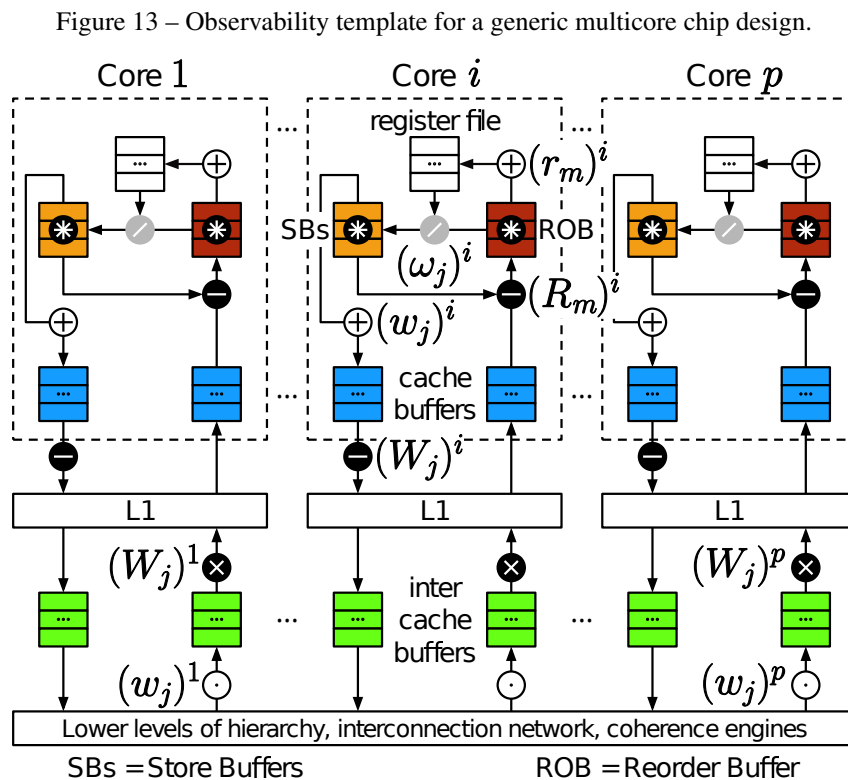 Figure 13 – Observability template for a generic multicore chip design.
Core 1 Core i Core p
... ...
register file
... ... ...
(r_m)^i
SBs ROB
(ω_j)^i
(R_m)^i
(w_j)^i
cache
buffers
... ... ... ... ... ... ... ...
(W_j)^i
L1 L1 L1
(W_j)^1 (W_j)^p
inter
cache
buffers
... ... ... ... ... ... ... ...
(w_j)^1 (w_j)^p
Lower levels of hierarchy, interconnection network, coherence engines
SBs = Store Buffers ROB = Reorder Buffer